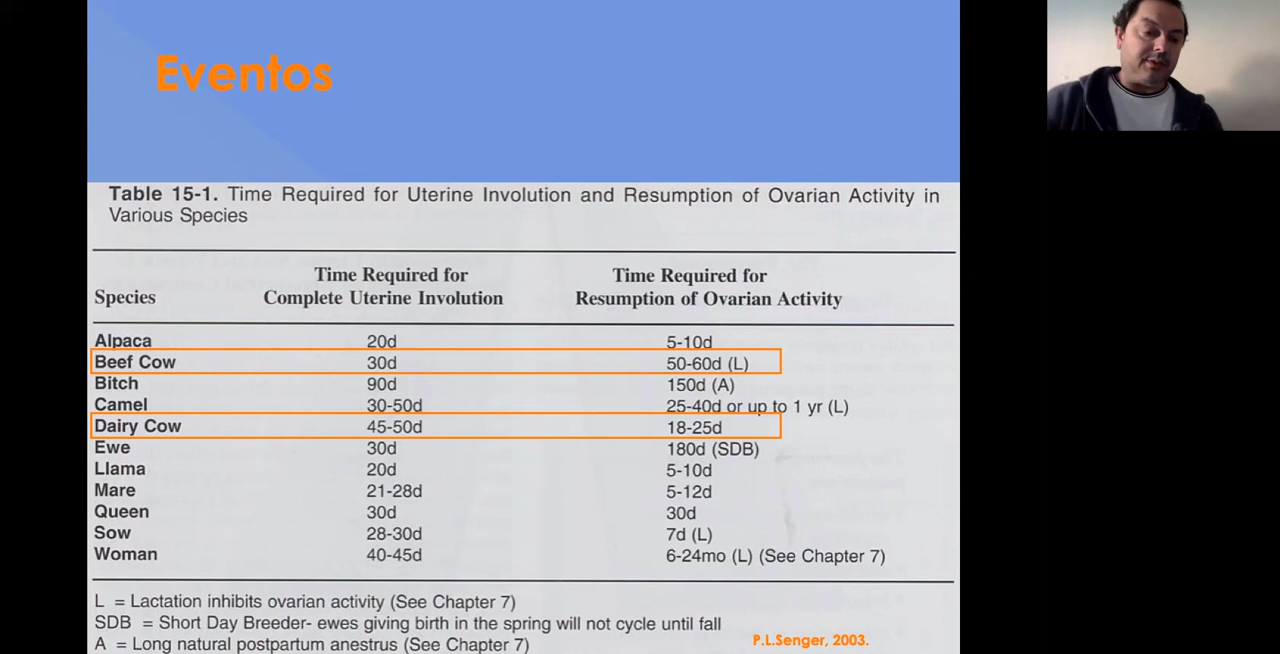 Eventos
Table 15-1. Time Required for Uterine Involution and Resumption of Ovarian Activity in
Various Species
Species
Time Required for
Complete Uterine Involution
Time Required for
Resumption of Ovarian Activity
Alpaca 20d 5-10d
Beef Cow 30d 50-60d (L)
Bitch 90d 150d (A)
Camel 30-50d 25-40d or up to 1 yr (L)
Dairy Cow 45-50d 18-25d
Ewe 30d 180d (SDB)
Llama 20d 5-10d
Mare 21-28d 5-12d
Queen 30d 30d
Sow 28-30d 7d (L)
Woman 40-45d 6-24mo (L) (See Chapter 7)
L = Lactation inhibits ovarian activity (See Chapter 7)
SDB = Short Day Breeder- ewes giving birth in the spring will not cycle until fall
A = Long natural postpartum anestrus (See Chapter 7)
P.L.Senger, 2003.